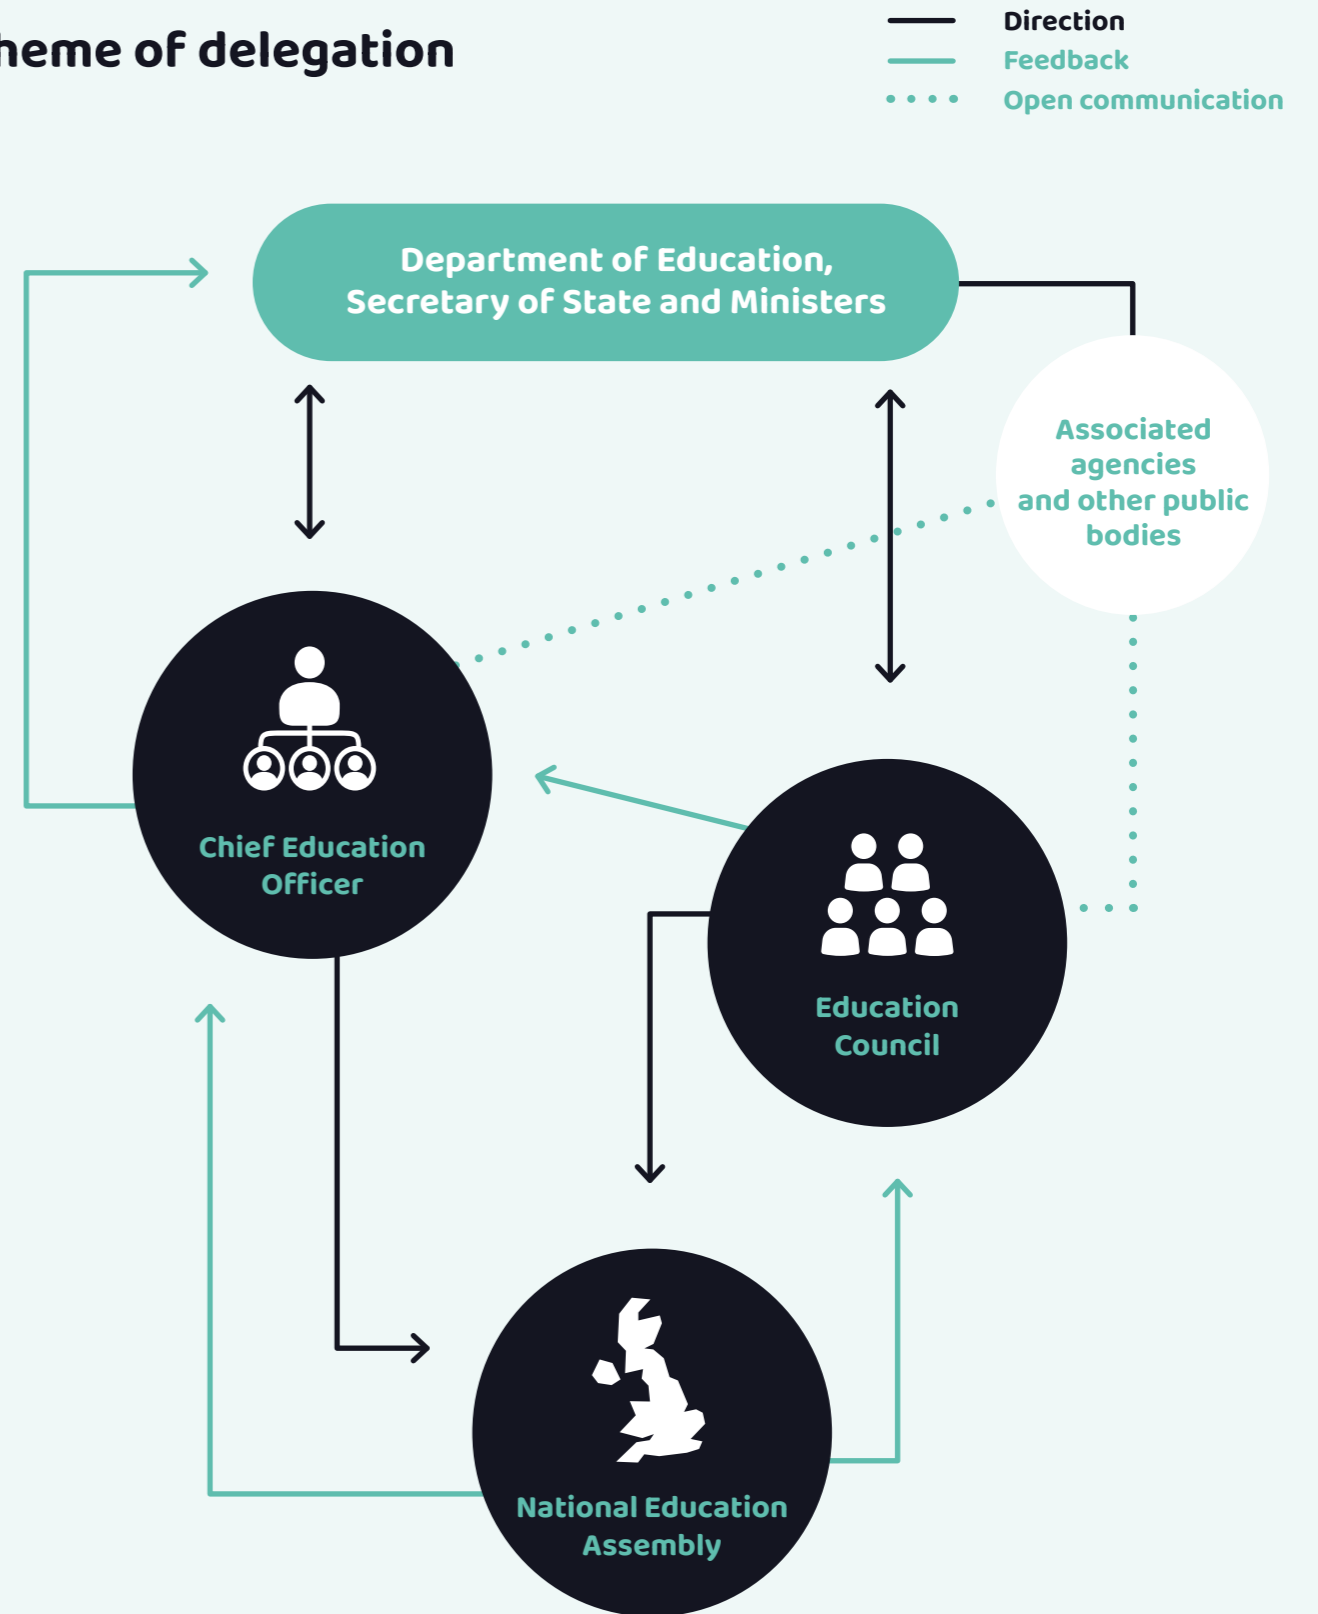 heme of delegation
Direction
Feedback
Open communication
Department of Education,
Secretary of State and Ministers
Associated
agencies
and other public
bodies
Chief Education
Officer
Education
Council
National Education
Assembly